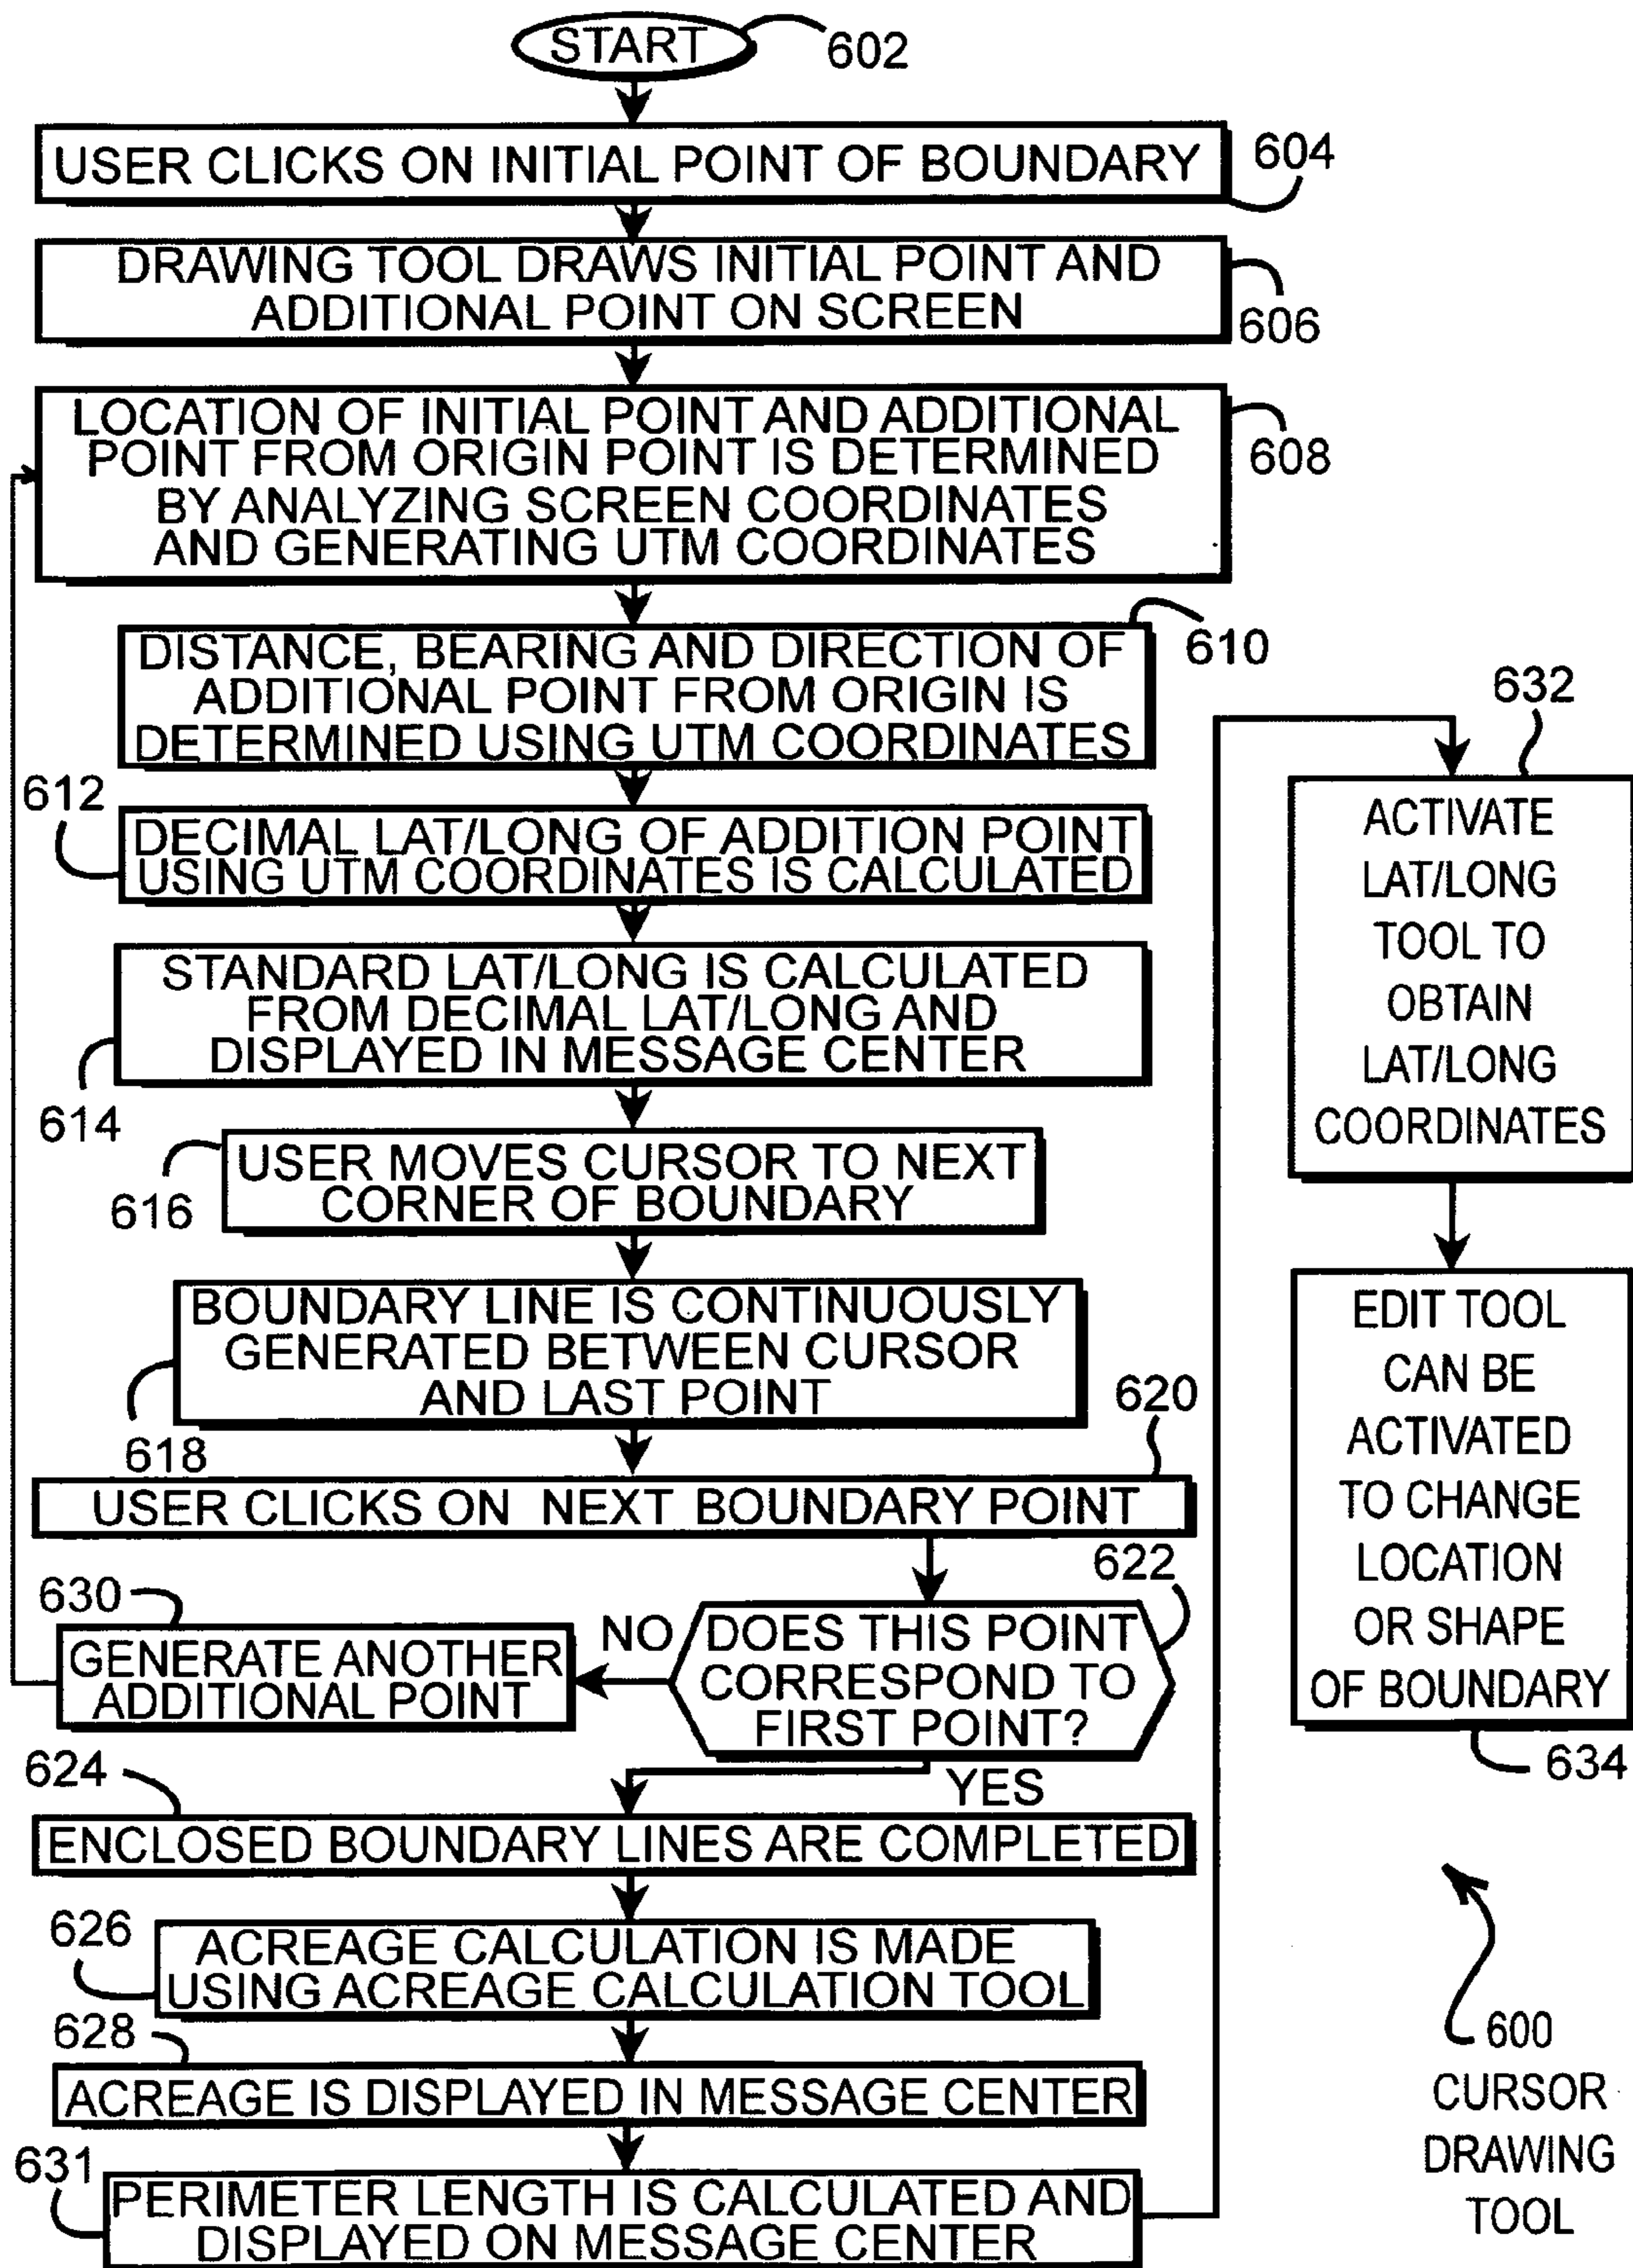 START
602
USER CLICKS ON INITIAL POINT OF BOUNDARY
604
DRAWING TOOL DRAWS INITIAL POINT AND
ADDITIONAL POINT ON SCREEN
606
LOCATION OF INITIAL POINT AND ADDITIONAL
POINT FROM ORIGIN POINT IS DETERMINED
BY ANALYZING SCREEN COORDINATES
AND GENERATING UTM COORDINATES
608
DISTANCE, BEARING AND DIRECTION OF
ADDITIONAL POINT FROM ORIGIN IS
DETERMINED USING UTM COORDINATES
610
612
DECIMAL LAT/LONG OF ADDITION POINT
USING UTM COORDINATES IS CALCULATED
STANDARD LAT/LONG IS CALCULATED
FROM DECIMAL LAT/LONG AND
DISPLAYED IN MESSAGE CENTER
614
USER MOVES CURSOR TO NEXT
CORNER OF BOUNDARY
616
BOUNDARY LINE IS CONTINUOUSLY
GENERATED BETWEEN CURSOR
AND LAST POINT
618
620
USER CLICKS ON NEXT BOUNDARY POINT
622
DOES THIS POINT
CORRESPOND TO
FIRST POINT?
NO
630
GENERATE ANOTHER
ADDITIONAL POINT
YES
624
ENCLOSED BOUNDARY LINES ARE COMPLETED
626
ACREAGE CALCULATION IS MADE
USING ACREAGE CALCULATION TOOL
628
ACREAGE IS DISPLAYED IN MESSAGE CENTER
631
PERIMETER LENGTH IS CALCULATED AND
DISPLAYED ON MESSAGE CENTER
632
ACTIVATE
LAT/LONG
TOOL TO
OBTAIN
LAT/LONG
COORDINATES
EDIT TOOL
CAN BE
ACTIVATED
TO CHANGE
LOCATION
OR SHAPE
OF BOUNDARY
634
600
CURSOR
DRAWING
TOOL